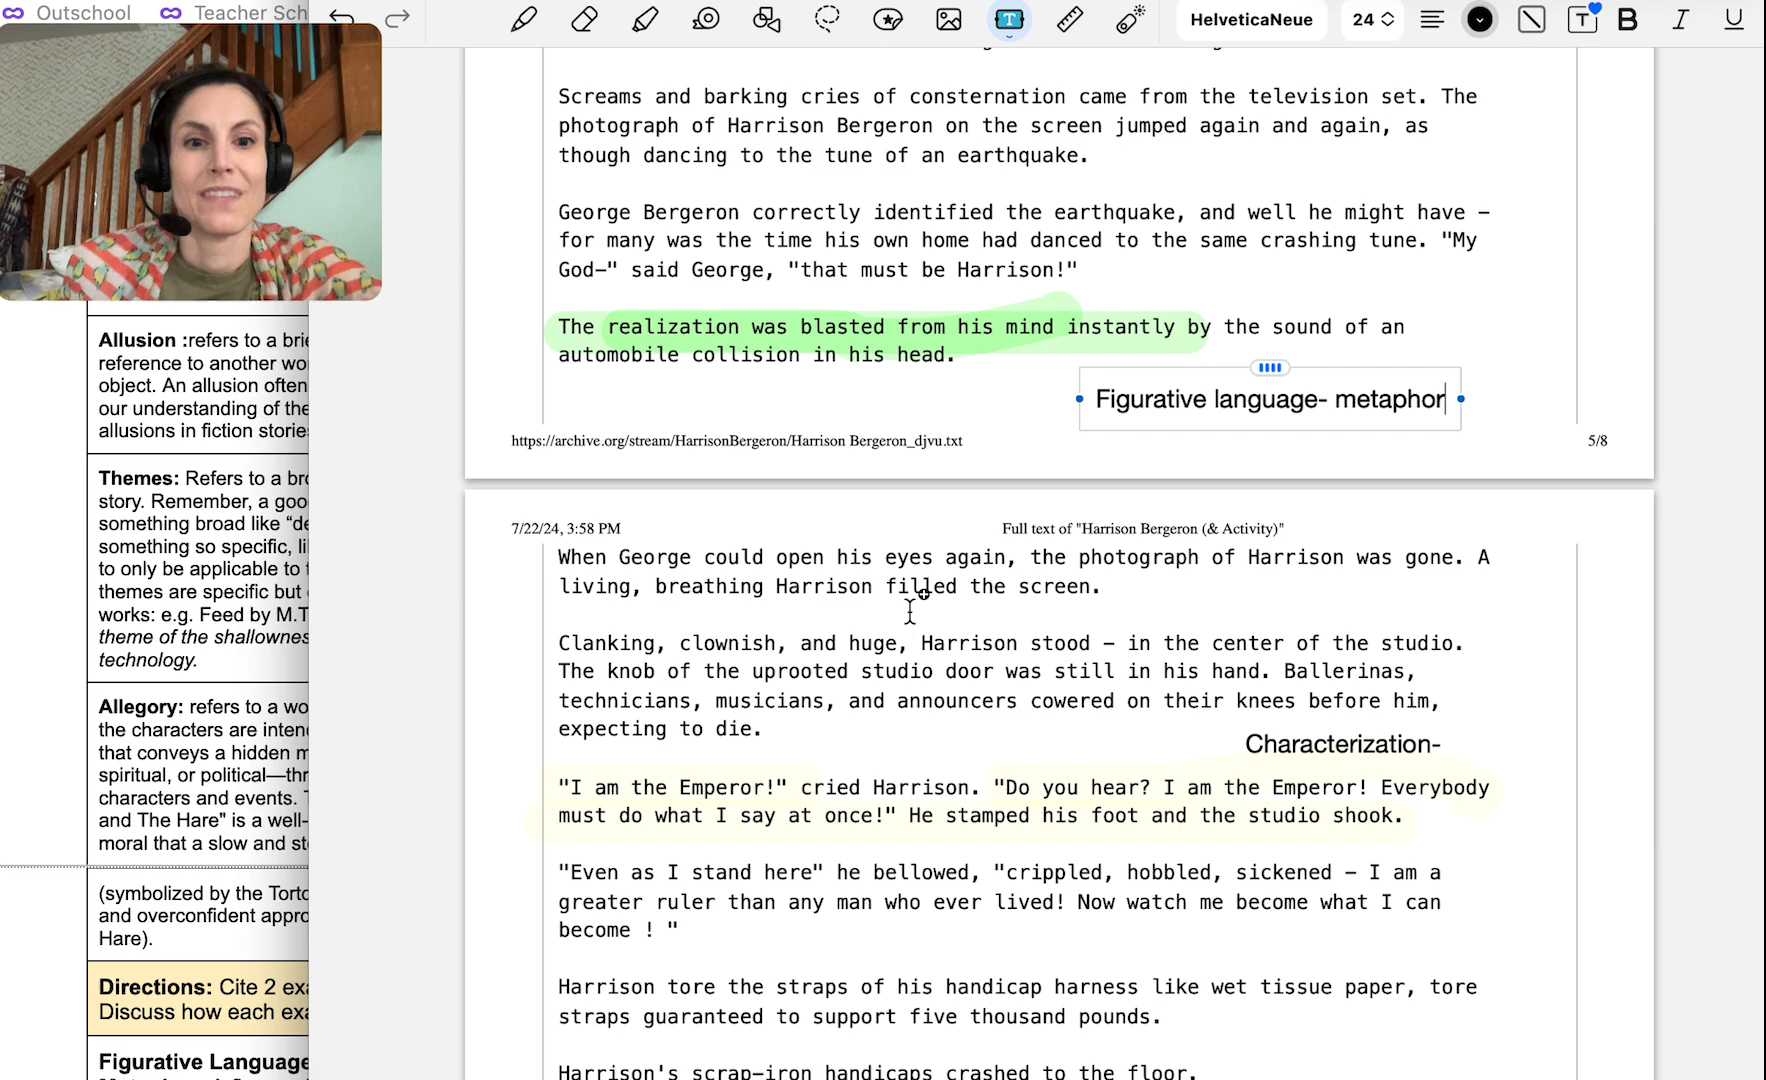 Outschool
Teacher Sch
HelveticaNeue
24
T
B
I
U
Screams and barking cries of consternation came from the television set. The
photograph of Harrison Bergeron on the screen jumped again and again, as
though dancing to the tune of an earthquake.
George Bergeron correctly identified the earthquake, and well he might have –
for many was the time his own home had danced to the same crashing tune. "My
God–" said George, "that must be Harrison!"
The realization was blasted from his mind instantly by the sound of an
automobile collision in his head.
Figurative language- metaphor
https://archive.org/stream/HarrisonBergeron/Harrison Bergeron_djvu.txt
5/8
7/22/24, 3:58 PM
Full text of "Harrison Bergeron (& Activity)"
When George could open his eyes again, the photograph of Harrison was gone. A
living, breathing Harrison filled the screen.
Clanking, clownish, and huge, Harrison stood – in the center of the studio.
The knob of the uprooted studio door was still in his hand. Ballerinas,
technicians, musicians, and announcers cowered on their knees before him,
expecting to die.
Characterization-
"I am the Emperor!" cried Harrison. "Do you hear? I am the Emperor! Everybody
must do what I say at once!" He stamped his foot and the studio shook.
"Even as I stand here" he bellowed, "crippled, hobbled, sickened – I am a
greater ruler than any man who ever lived! Now watch me become what I can
become ! "
Harrison tore the straps of his handicap harness like wet tissue paper, tore
straps guaranteed to support five thousand pounds.
Harrison's scrap-iron handicaps crashed to the floor.
Allusion :refers to a brie
reference to another wo
object. An allusion often
our understanding of the
allusions in fiction storie
Themes: Refers to a bro
story. Remember, a goo
something broad like “de
something so specific, li
to only be applicable to t
themes are specific but
works: e.g. Feed by M.T
theme of the shallownes
technology.
Allegory: refers to a wo
the characters are inten
that conveys a hidden m
spiritual, or political—thr
characters and events. T
and The Hare" is a well-
moral that a slow and st
(symbolized by the Torto
and overconfident appro
Hare).
Directions: Cite 2 exa
Discuss how each exa
Figurative Language